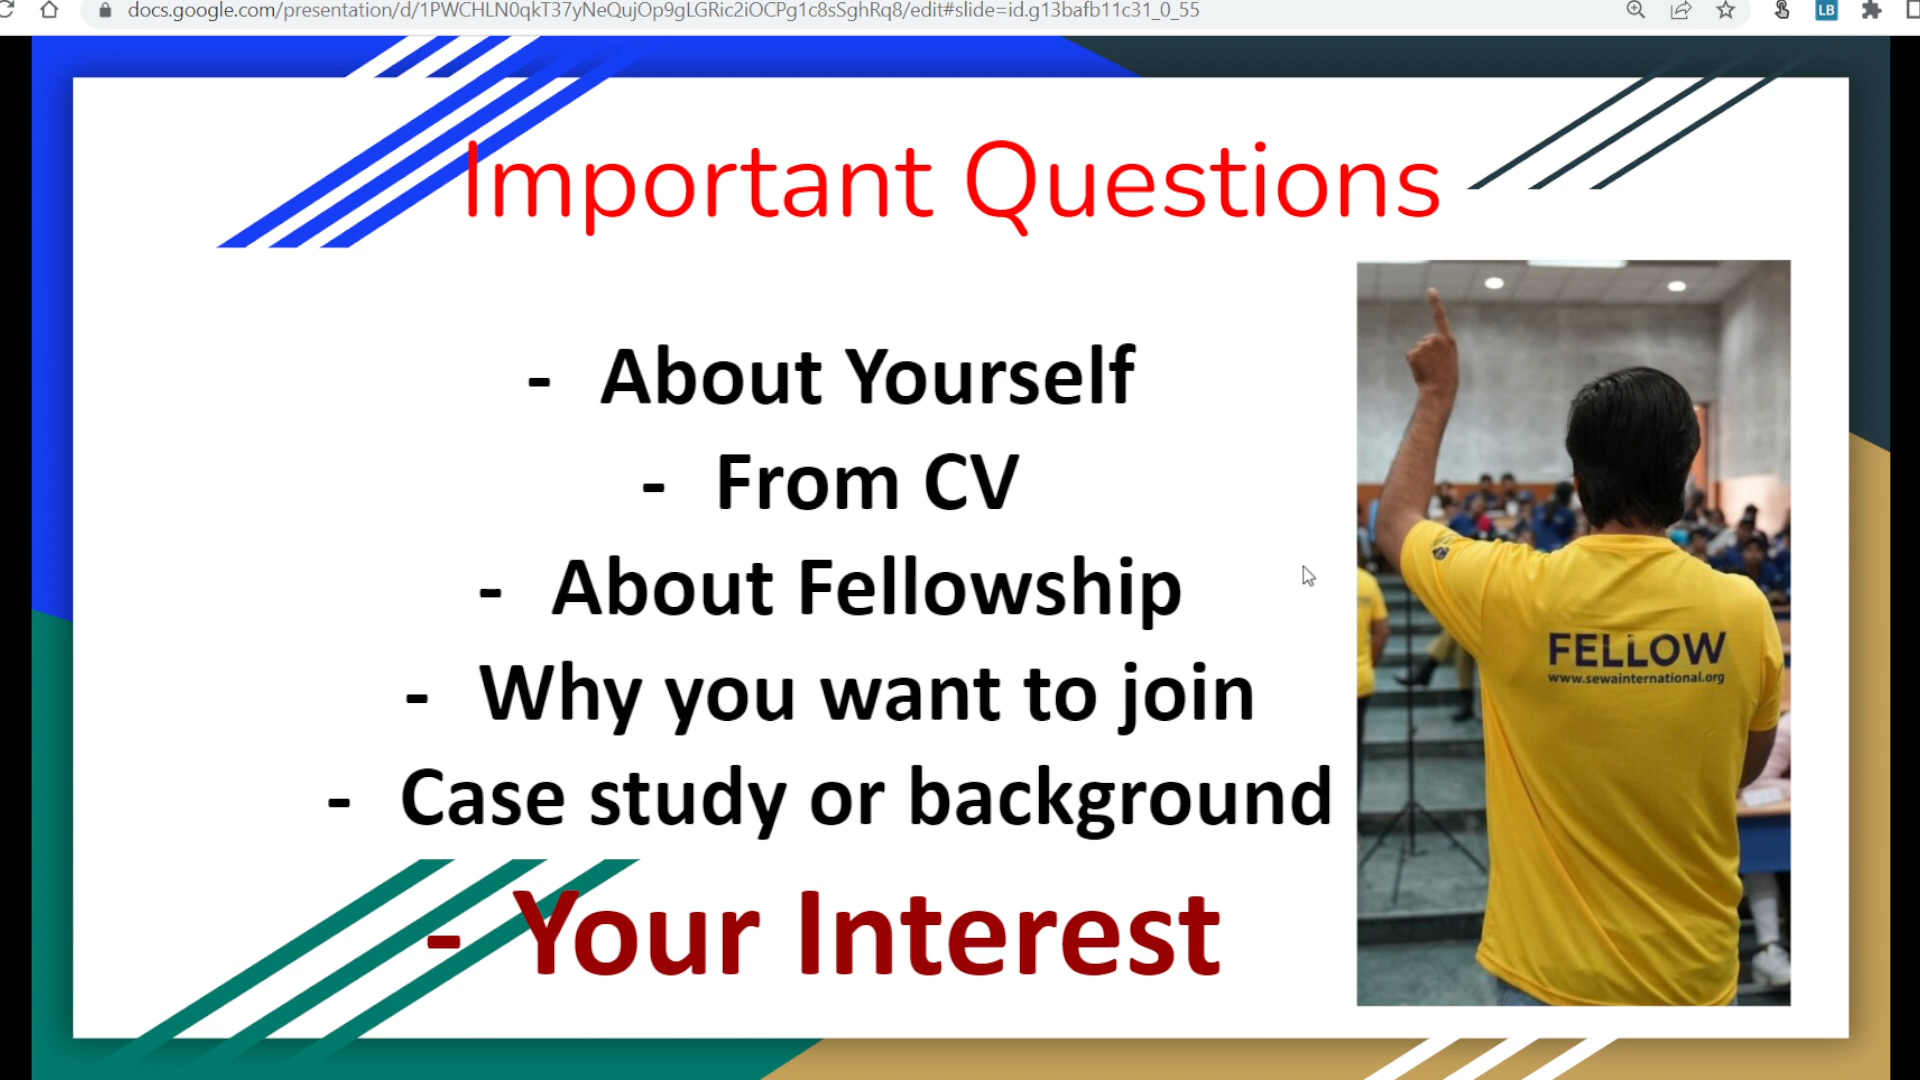 docs.google.com/presentation/d/1PWCHLN0qkT37yNeQujOp9gLGRic2iOCPg1c8sSghRq8/edit#slide=id.g13bafb11c31_0_55
LB
Important Questions
- About Yourself
- From CV
- About Fellowship
- Why you want to join
- Case study or background
- Your Interest
FELLOW
www.sewainternational.org